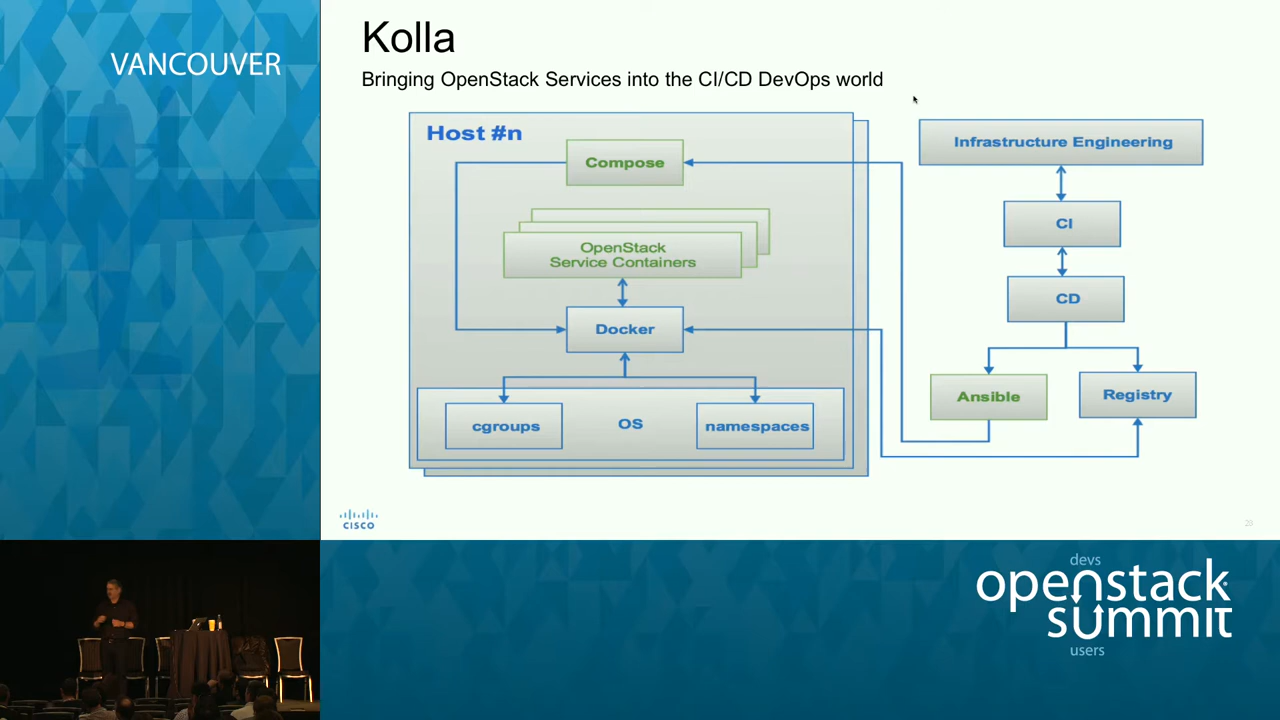 VANCOUVER
Kolla
Bringing OpenStack Services into the CI/CD DevOps world
Host #n
Compose
OpenStack
Service Containers
Docker
cgroups
OS
namespaces
Infrastructure Engineering
CI
CD
Ansible
Registry
CISCO
28
devs
openstack
summit
users